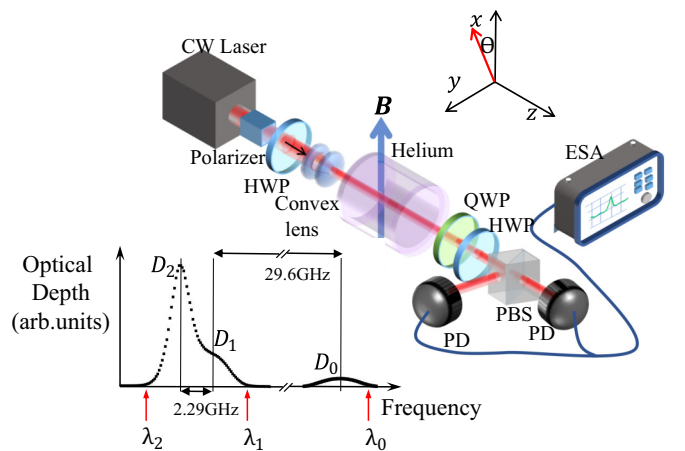 CW Laser
x
θ
y
z
B
Polarizer
HWP
Convex
lens
Helium
ESA
QWP
HWP
PBS
PD
PD
Optical
Depth
(arb.units)
D₂
29.6GHz
D₁
D₀
2.29GHz
Frequency
λ₂
λ₁
λ₀